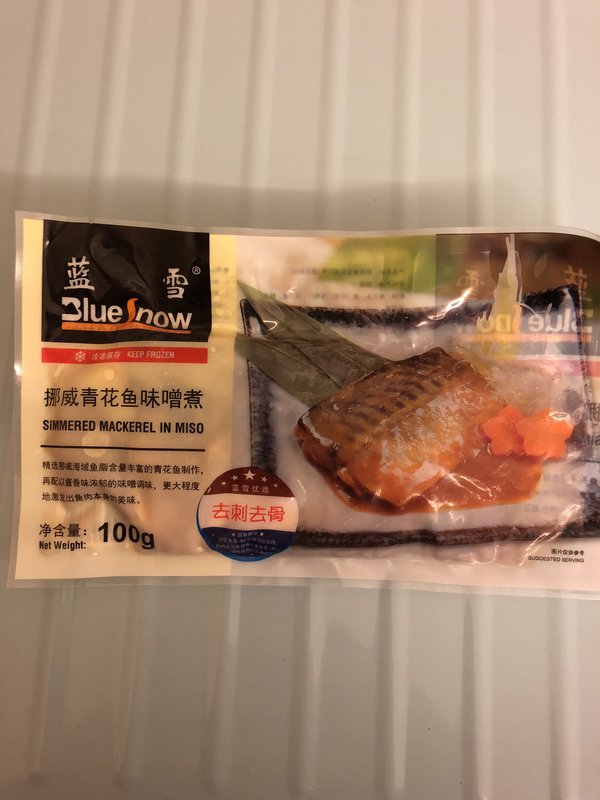 蓝雪®
Blue Snow
冷冻保存 KEEP FROZEN
挪威青花鱼味噌煮
SIMMERED MACKEREL IN MISO
精选挪威海域鱼脂含量丰富的青花鱼制作，
再配以酱香味浓郁的味噌调味，更大程度
地激发出鱼肉本身的美味。
蓝雪优选
去刺去骨
净含量：
Net Weight: 100g
图片仅供参考
SUGGESTED SERVING